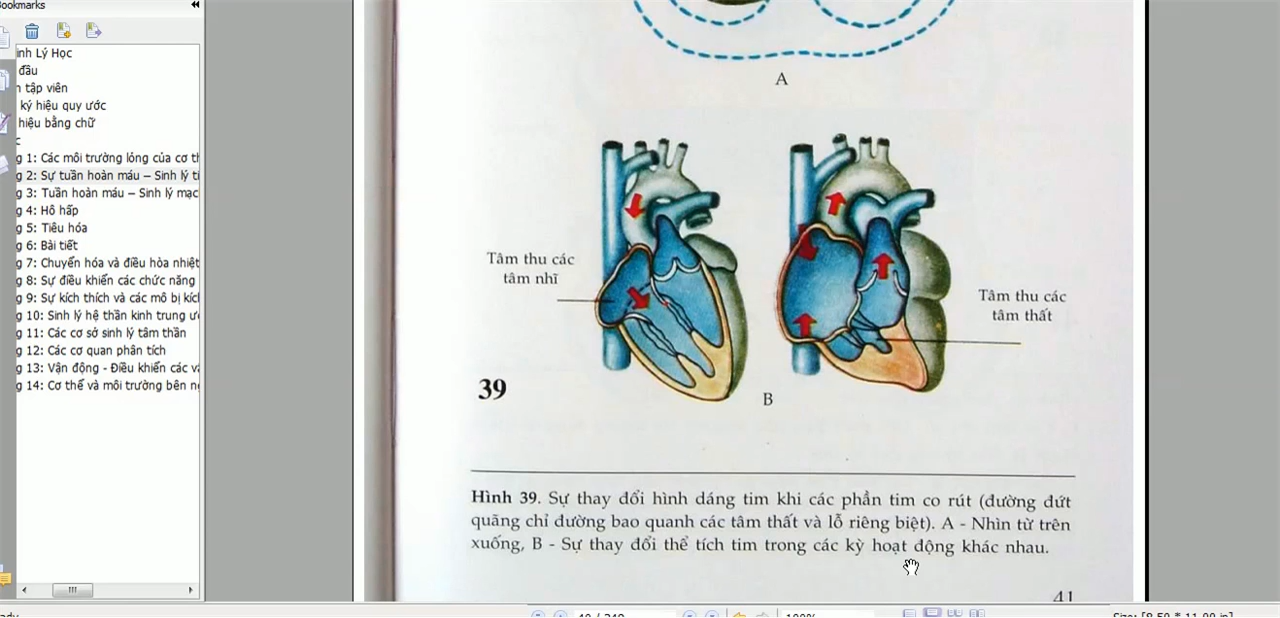 Bookmarks
inh Lý Học
đầu
n tập viên
ký hiệu quy ước
hiệu bằng chữ
c
g 1: Các môi trường lỏng của cơ th
g 2: Sự tuần hoàn máu – Sinh lý ti
g 3: Tuần hoàn máu – Sinh lý mạc
g 4: Hô hấp
g 5: Tiêu hóa
g 6: Bài tiết
g 7: Chuyển hóa và điều hòa nhiệt
g 8: Sự điều khiển các chức năng
g 9: Sự kích thích và các mô bị kíc
g 10: Sinh lý hệ thần kinh trung ư
g 11: Các cơ sở sinh lý tâm thần
g 12: Các cơ quan phân tích
g 13: Vận động - Điều khiển các v
g 14: Cơ thể và môi trường bên n
A
Tâm thu các
tâm nhĩ
Tâm thu các
tâm thất
39
B
Hình 39. Sự thay đổi hình dáng tim khi các phần tim co rút (đường đứt
quãng chỉ đường bao quanh các tâm thất và lỗ riêng biệt). A - Nhìn từ trên
xuống, B - Sự thay đổi thể tích tim trong các kỳ hoạt động khác nhau.
41